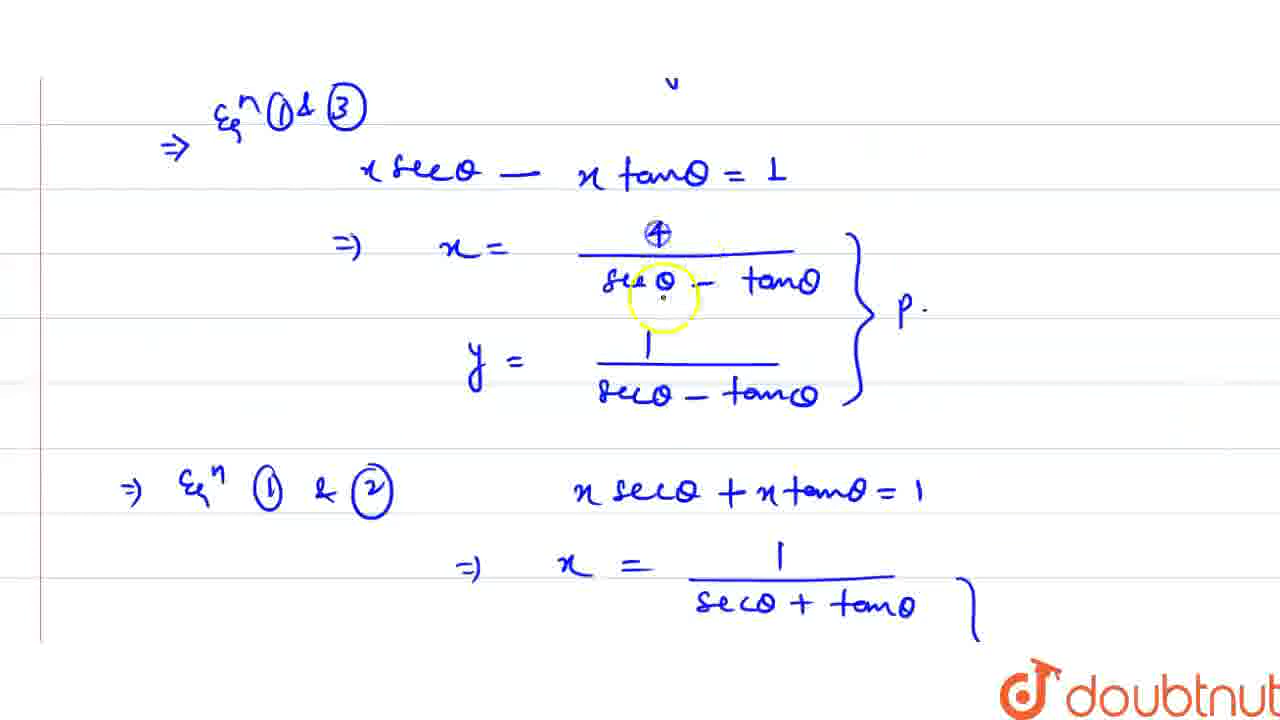 ⇒ Eqⁿ ① & ③
x secθ – x tanθ = 1
⇒ x = 1/(secθ – tanθ)
y = 1/(secθ – tanθ) } P.
⇒ Eqⁿ ① & ② x secθ + x tanθ = 1
⇒ x = 1/(secθ + tanθ)
doubtnut